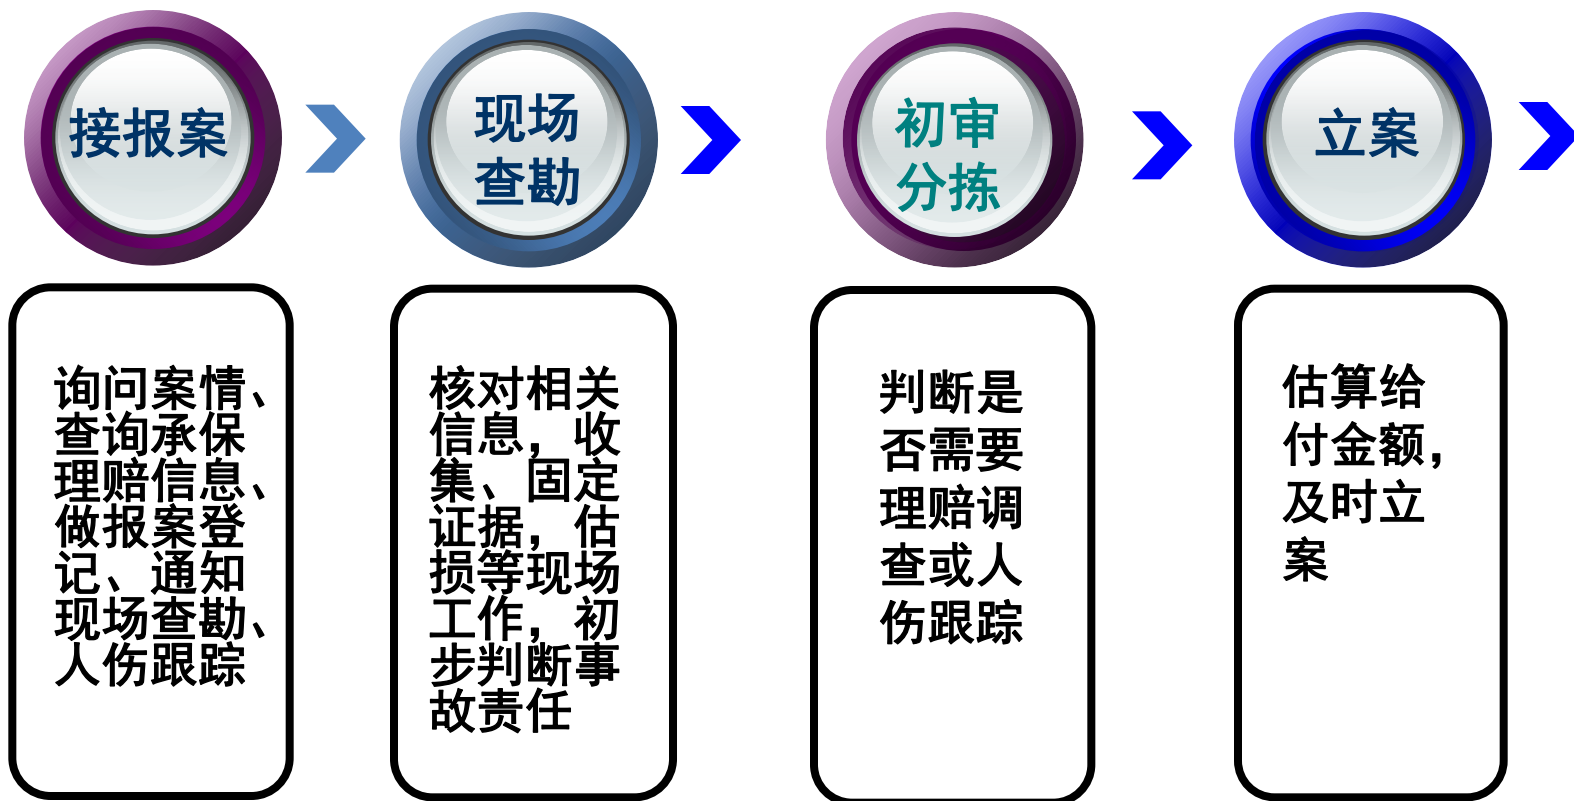 接报案
现场
查勘
初审
分拣
立案
询问案情、
查询承保
理赔信息、
做报案登
记、通知
现场查勘、
人伤跟踪
核对相关
信息，收
集、固定
证据，估
损等现场
工作，初
步判断事
故责任
判断是
否需要
理赔调
查或人
伤跟踪
估算给
付金额，
及时立
案